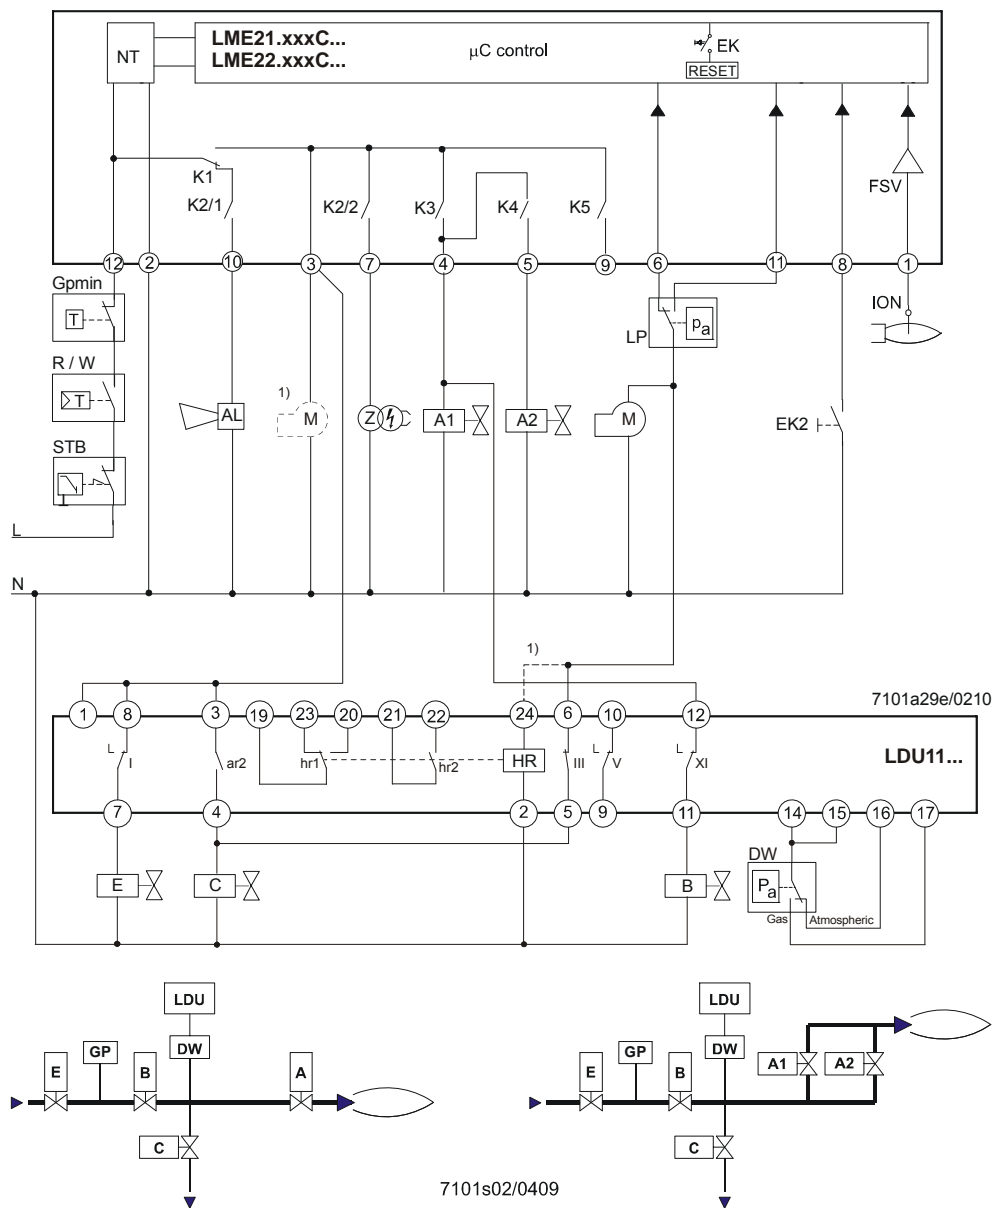 LME21.xxxC...
NT
µC control
EK
LME22.xxxC...
RESET
FSV
K1
K2/1
K2/2
K3
K4
K5
12
2
10
3
7
4
5
9
6
11
8
1
Gpmin
T
ION
LP
pa
R / W
T
1)
AL
M
Z
A1
A2
M
EK2
STB
L
N
1)
7101a29e/0210
1
8
3
19
23
20
21
22
24
6
10
12
LDU11...
I
ar2
hr1
hr2
HR
III
V
XI
7
4
2
5
9
11
14
15
16
17
DW
E
C
B
Pa
Gas
Atmospheric
LDU
LDU
E
GP
B
DW
A
E
GP
B
DW
A1
A2
C
C
7101s02/0409